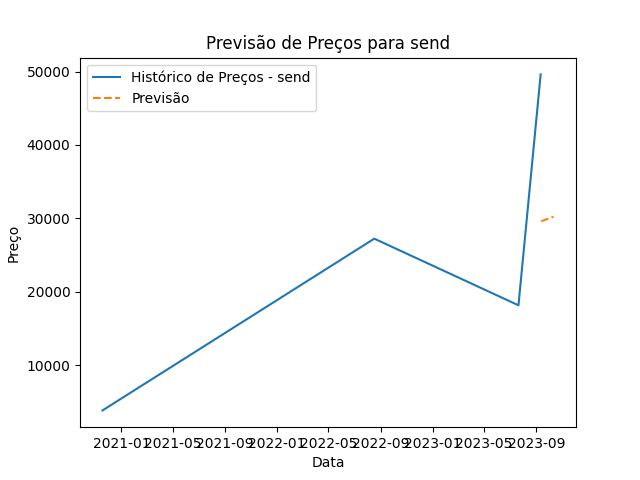 Previsão de Preços para send
Histórico de Preços - send
Previsão
50000
40000
30000
20000
10000
Preço
2021-01 2021-05 2021-09 2022-01 2022-05 2022-09 2023-01 2023-05 2023-09
Data